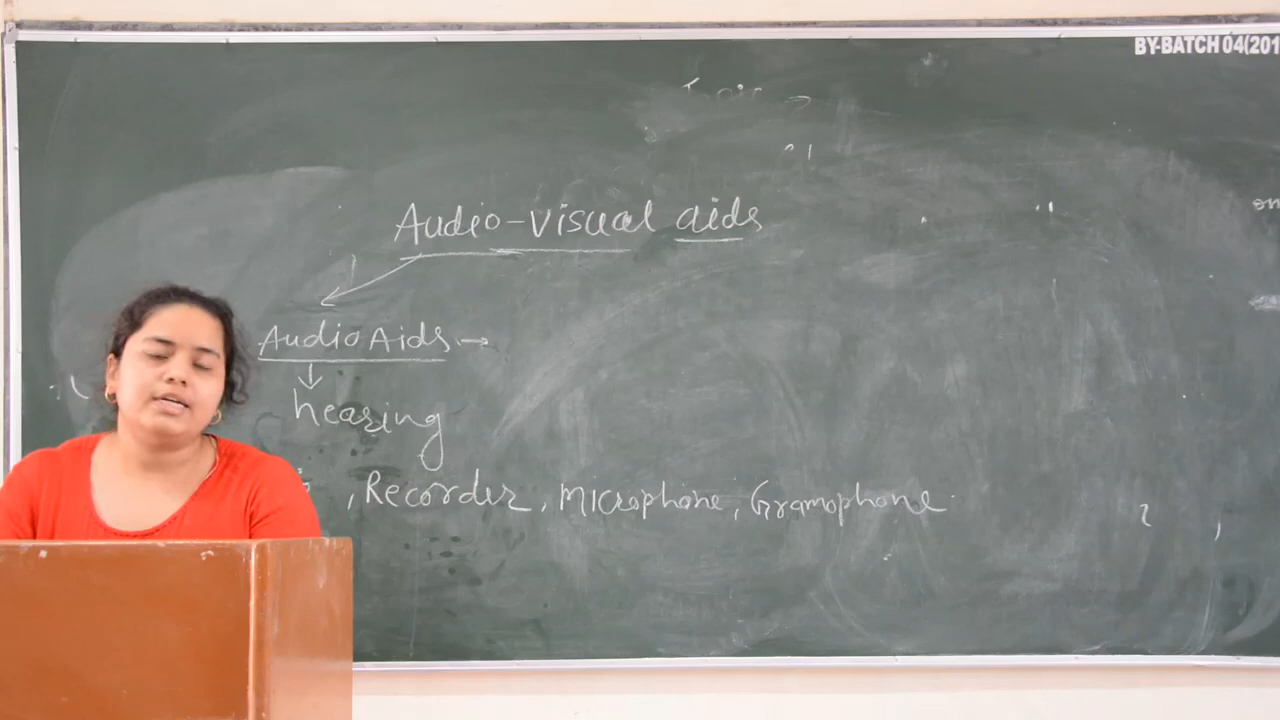 BY-BATCH 04(201
Audio-visual aids
Audio Aids →
hearing
, Recorder, Microphone, Gramophone